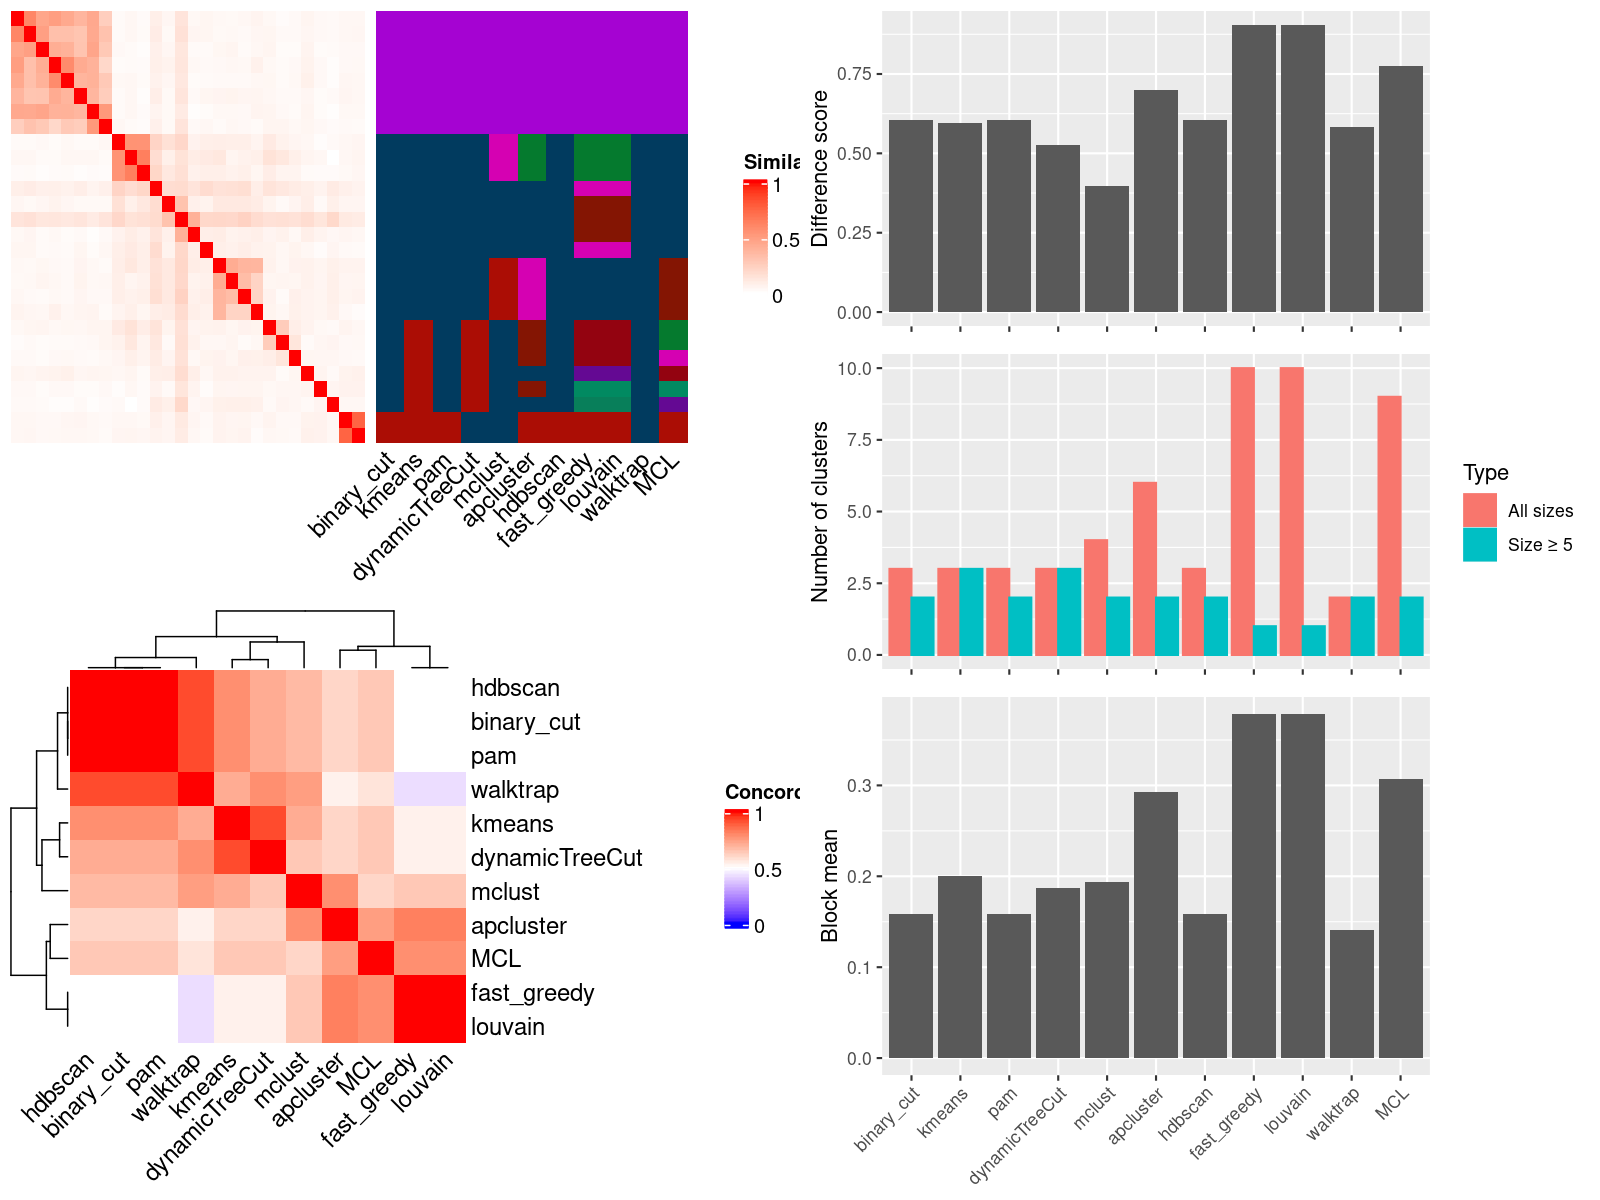 Simila
1
0.5
0
binary_cut
kmeans
pam
dynamicTreeCut
mclust
apcluster
hdbscan
fast_greedy
louvain
walktrap
MCL
hdbscan
binary_cut
pam
walktrap
kmeans
dynamicTreeCut
mclust
apcluster
MCL
fast_greedy
louvain
Concord
1
0.5
0
hdbscan
binary_cut
pam
walktrap
kmeans
dynamicTreeCut
mclust
apcluster
MCL
fast_greedy
louvain
Difference score
0.75
0.50
0.25
0.00
Number of clusters
10.0
7.5
5.0
2.5
0.0
Type
All sizes
Size ≥ 5
Block mean
0.3
0.2
0.1
0.0
binary_cut
kmeans
pam
dynamicTreeCut
mclust
apcluster
hdbscan
fast_greedy
louvain
walktrap
MCL